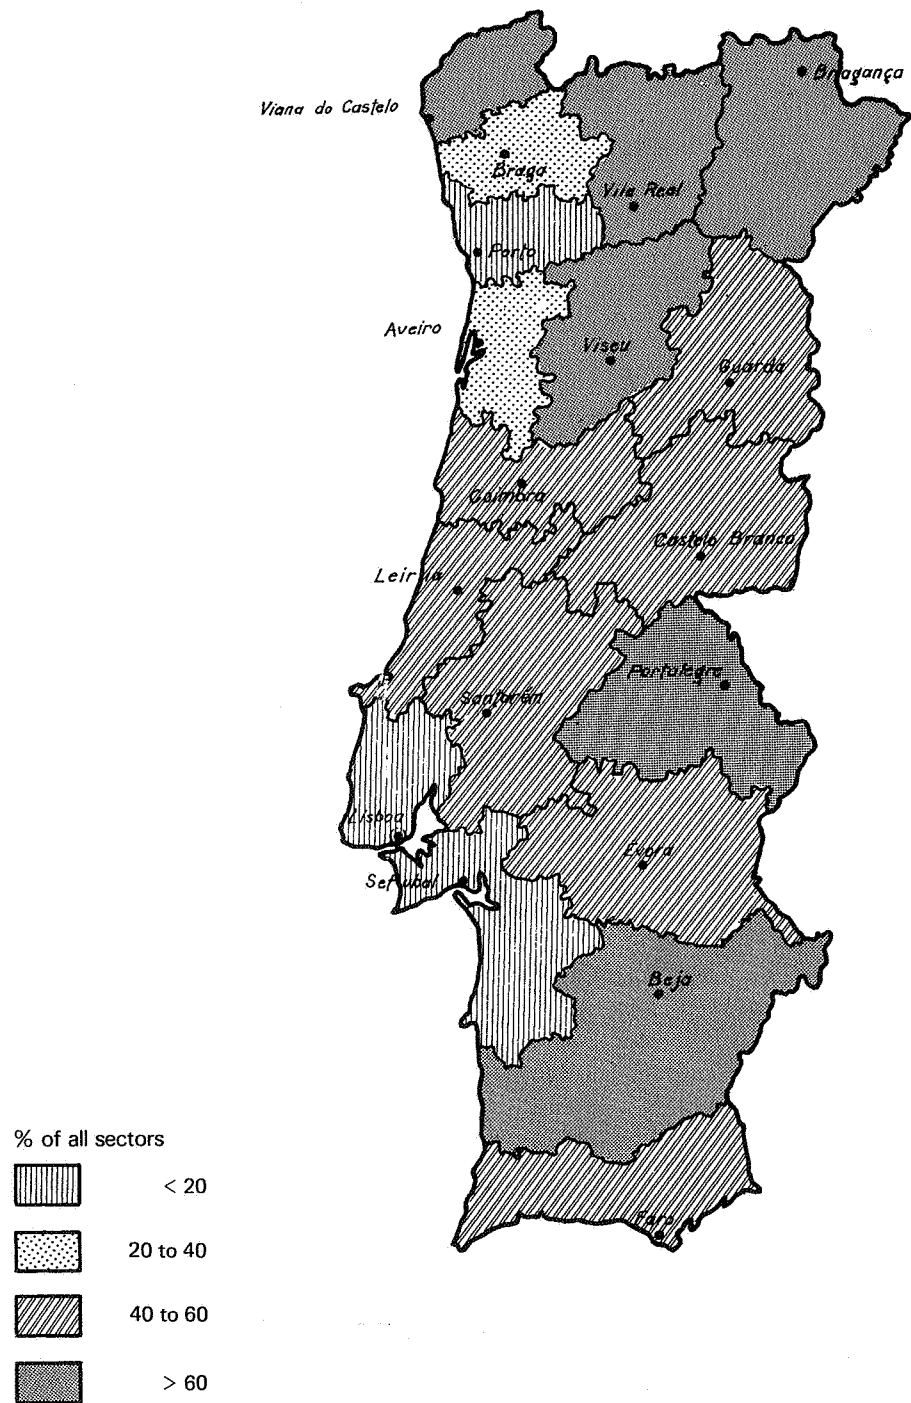 Bragança
Viana do Castelo
Braga
Vila Real
Porto
Aveiro
Viseu
Guarda
Coimbra
Castelo Branco
Leiria
Portalegre
Santarém
Lisboa
Évora
Setubal
Beja
Faro
% of all sectors
< 20
20 to 40
40 to 60
> 60